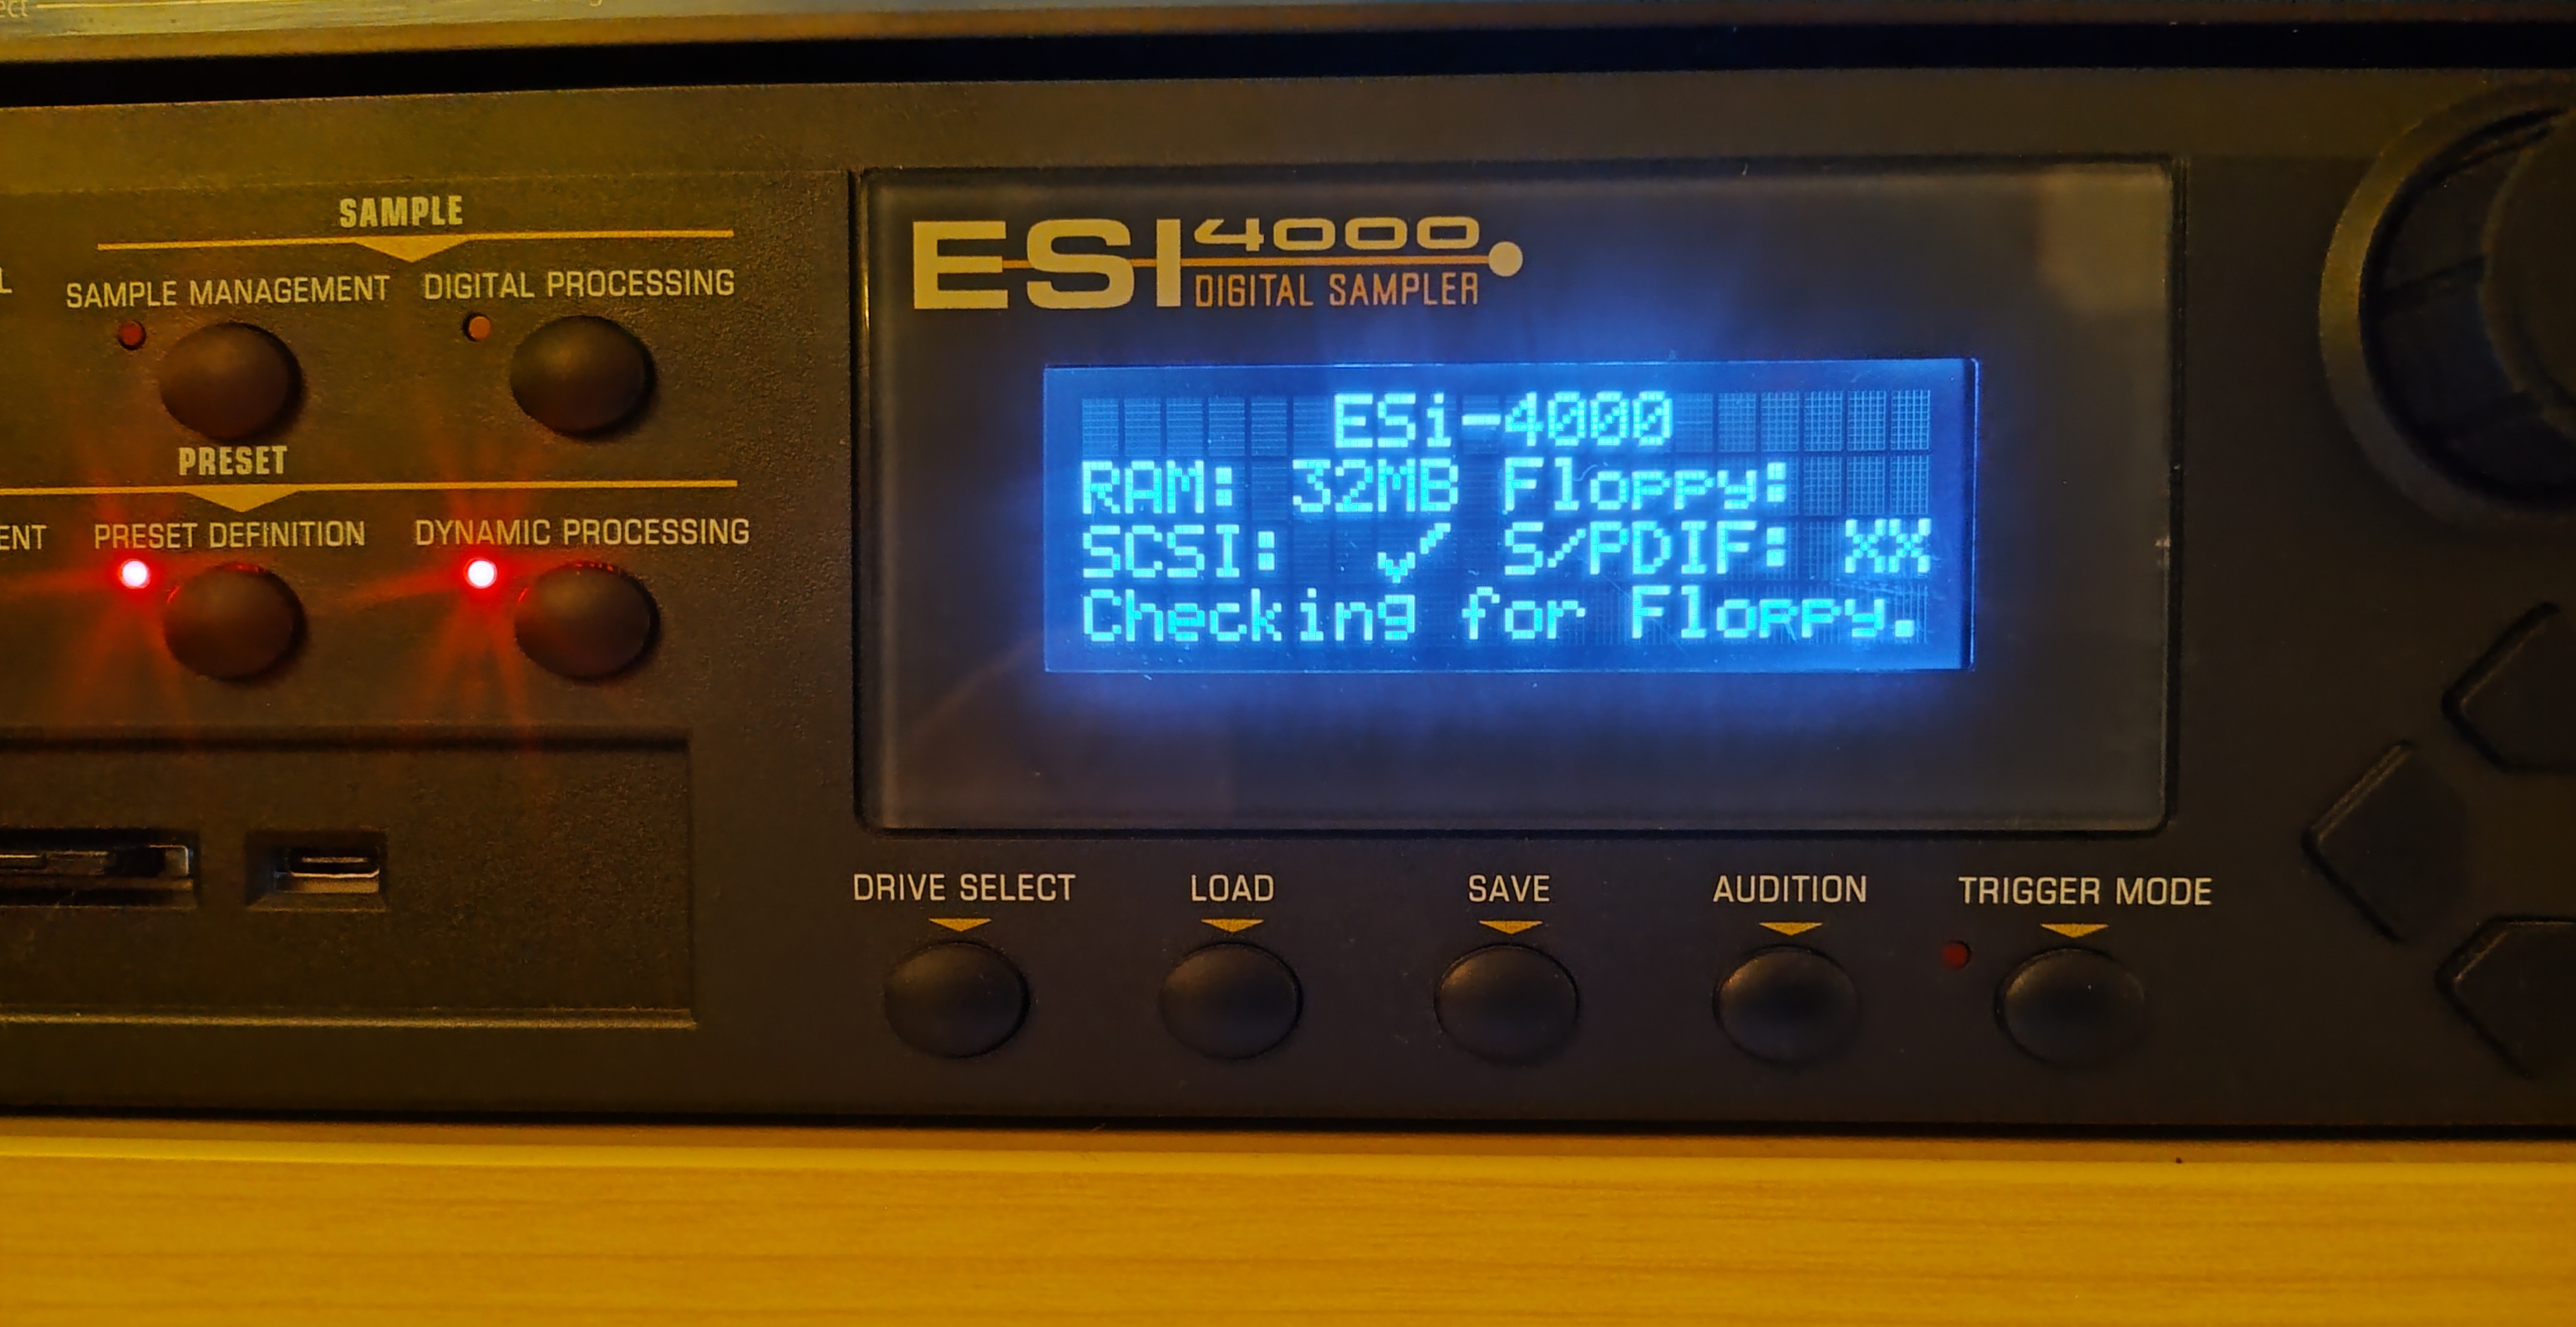 SAMPLE
SAMPLE MANAGEMENT DIGITAL PROCESSING
PRESET
PRESET DEFINITION DYNAMIC PROCESSING
ESI 4000
DIGITAL SAMPLER
ESi-4000
RAM: 32MB Floppy:
SCSI: ✓ S/PDIF: XX
Checking for Floppy.
DRIVE SELECT LOAD SAVE AUDITION TRIGGER MODE